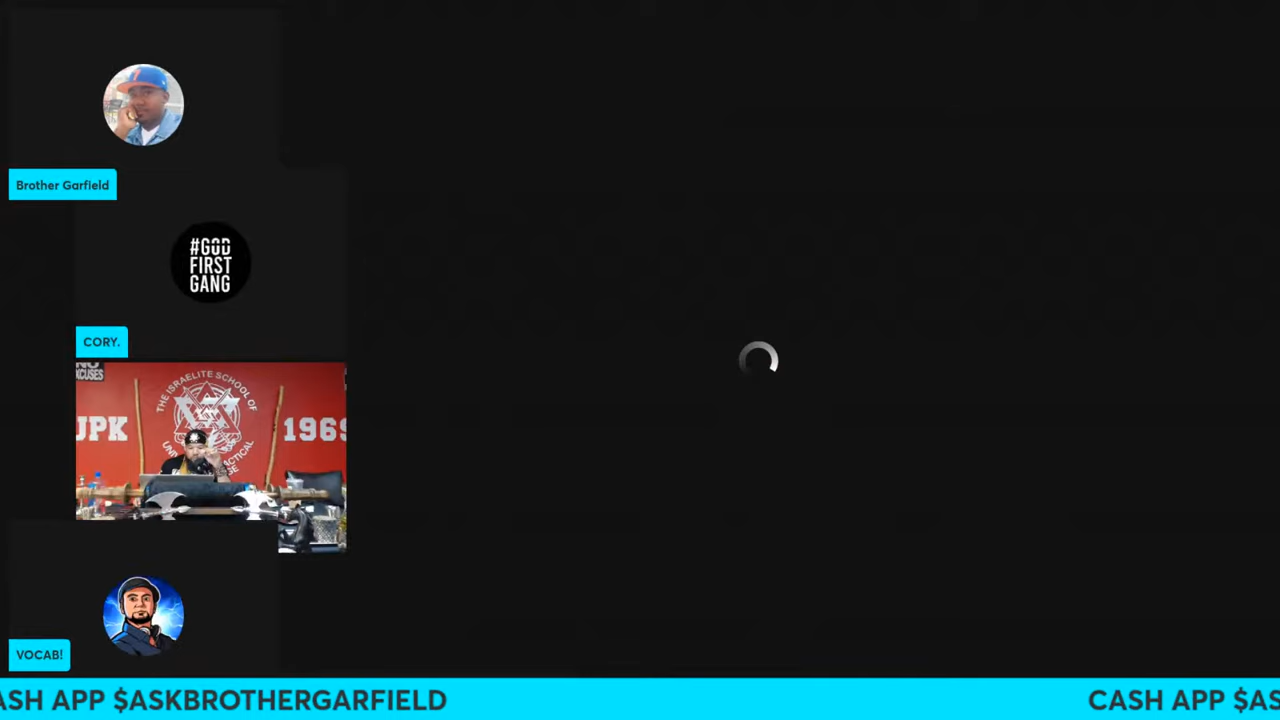 Brother Garfield
#GOD
FIRST
GANG
CORY.
NO
EXCUSES
THE ISRAELITE SCHOOL OF
UPK
1969
VOCAB!
ASH APP $ASKBROTHERGARFIELD
CASH APP $AS